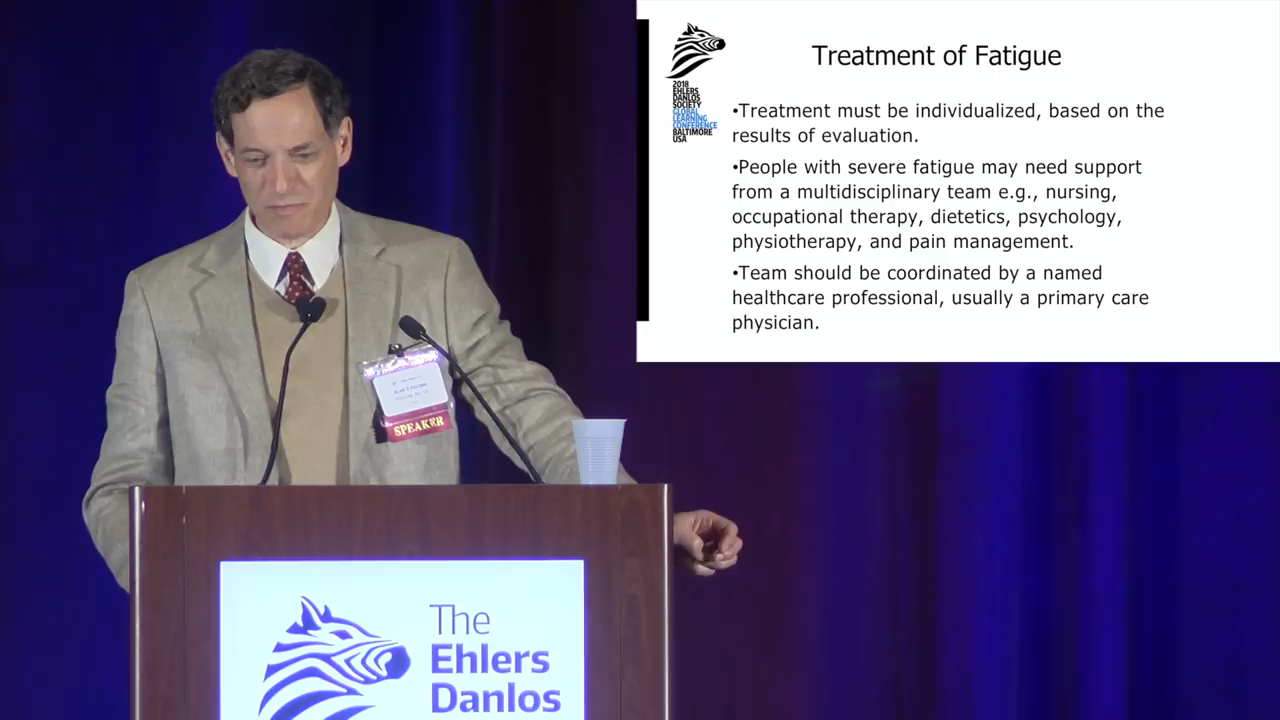 Treatment of Fatigue
2018
EHLERS
DANLOS
SOCIETY
GLOBAL
LEARNING
CONFERENCE
BALTIMORE
USA
•Treatment must be individualized, based on the
results of evaluation.
•People with severe fatigue may need support
from a multidisciplinary team e.g., nursing,
occupational therapy, dietetics, psychology,
physiotherapy, and pain management.
•Team should be coordinated by a named
healthcare professional, usually a primary care
physician.
SPEAKER
The
Ehlers
Danlos